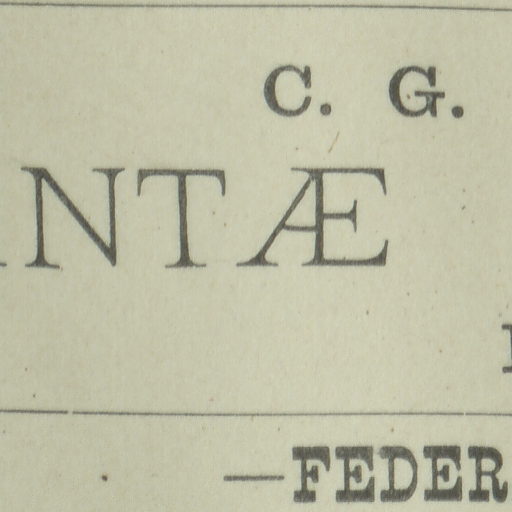 C. G.
NTÆ
—FEDER